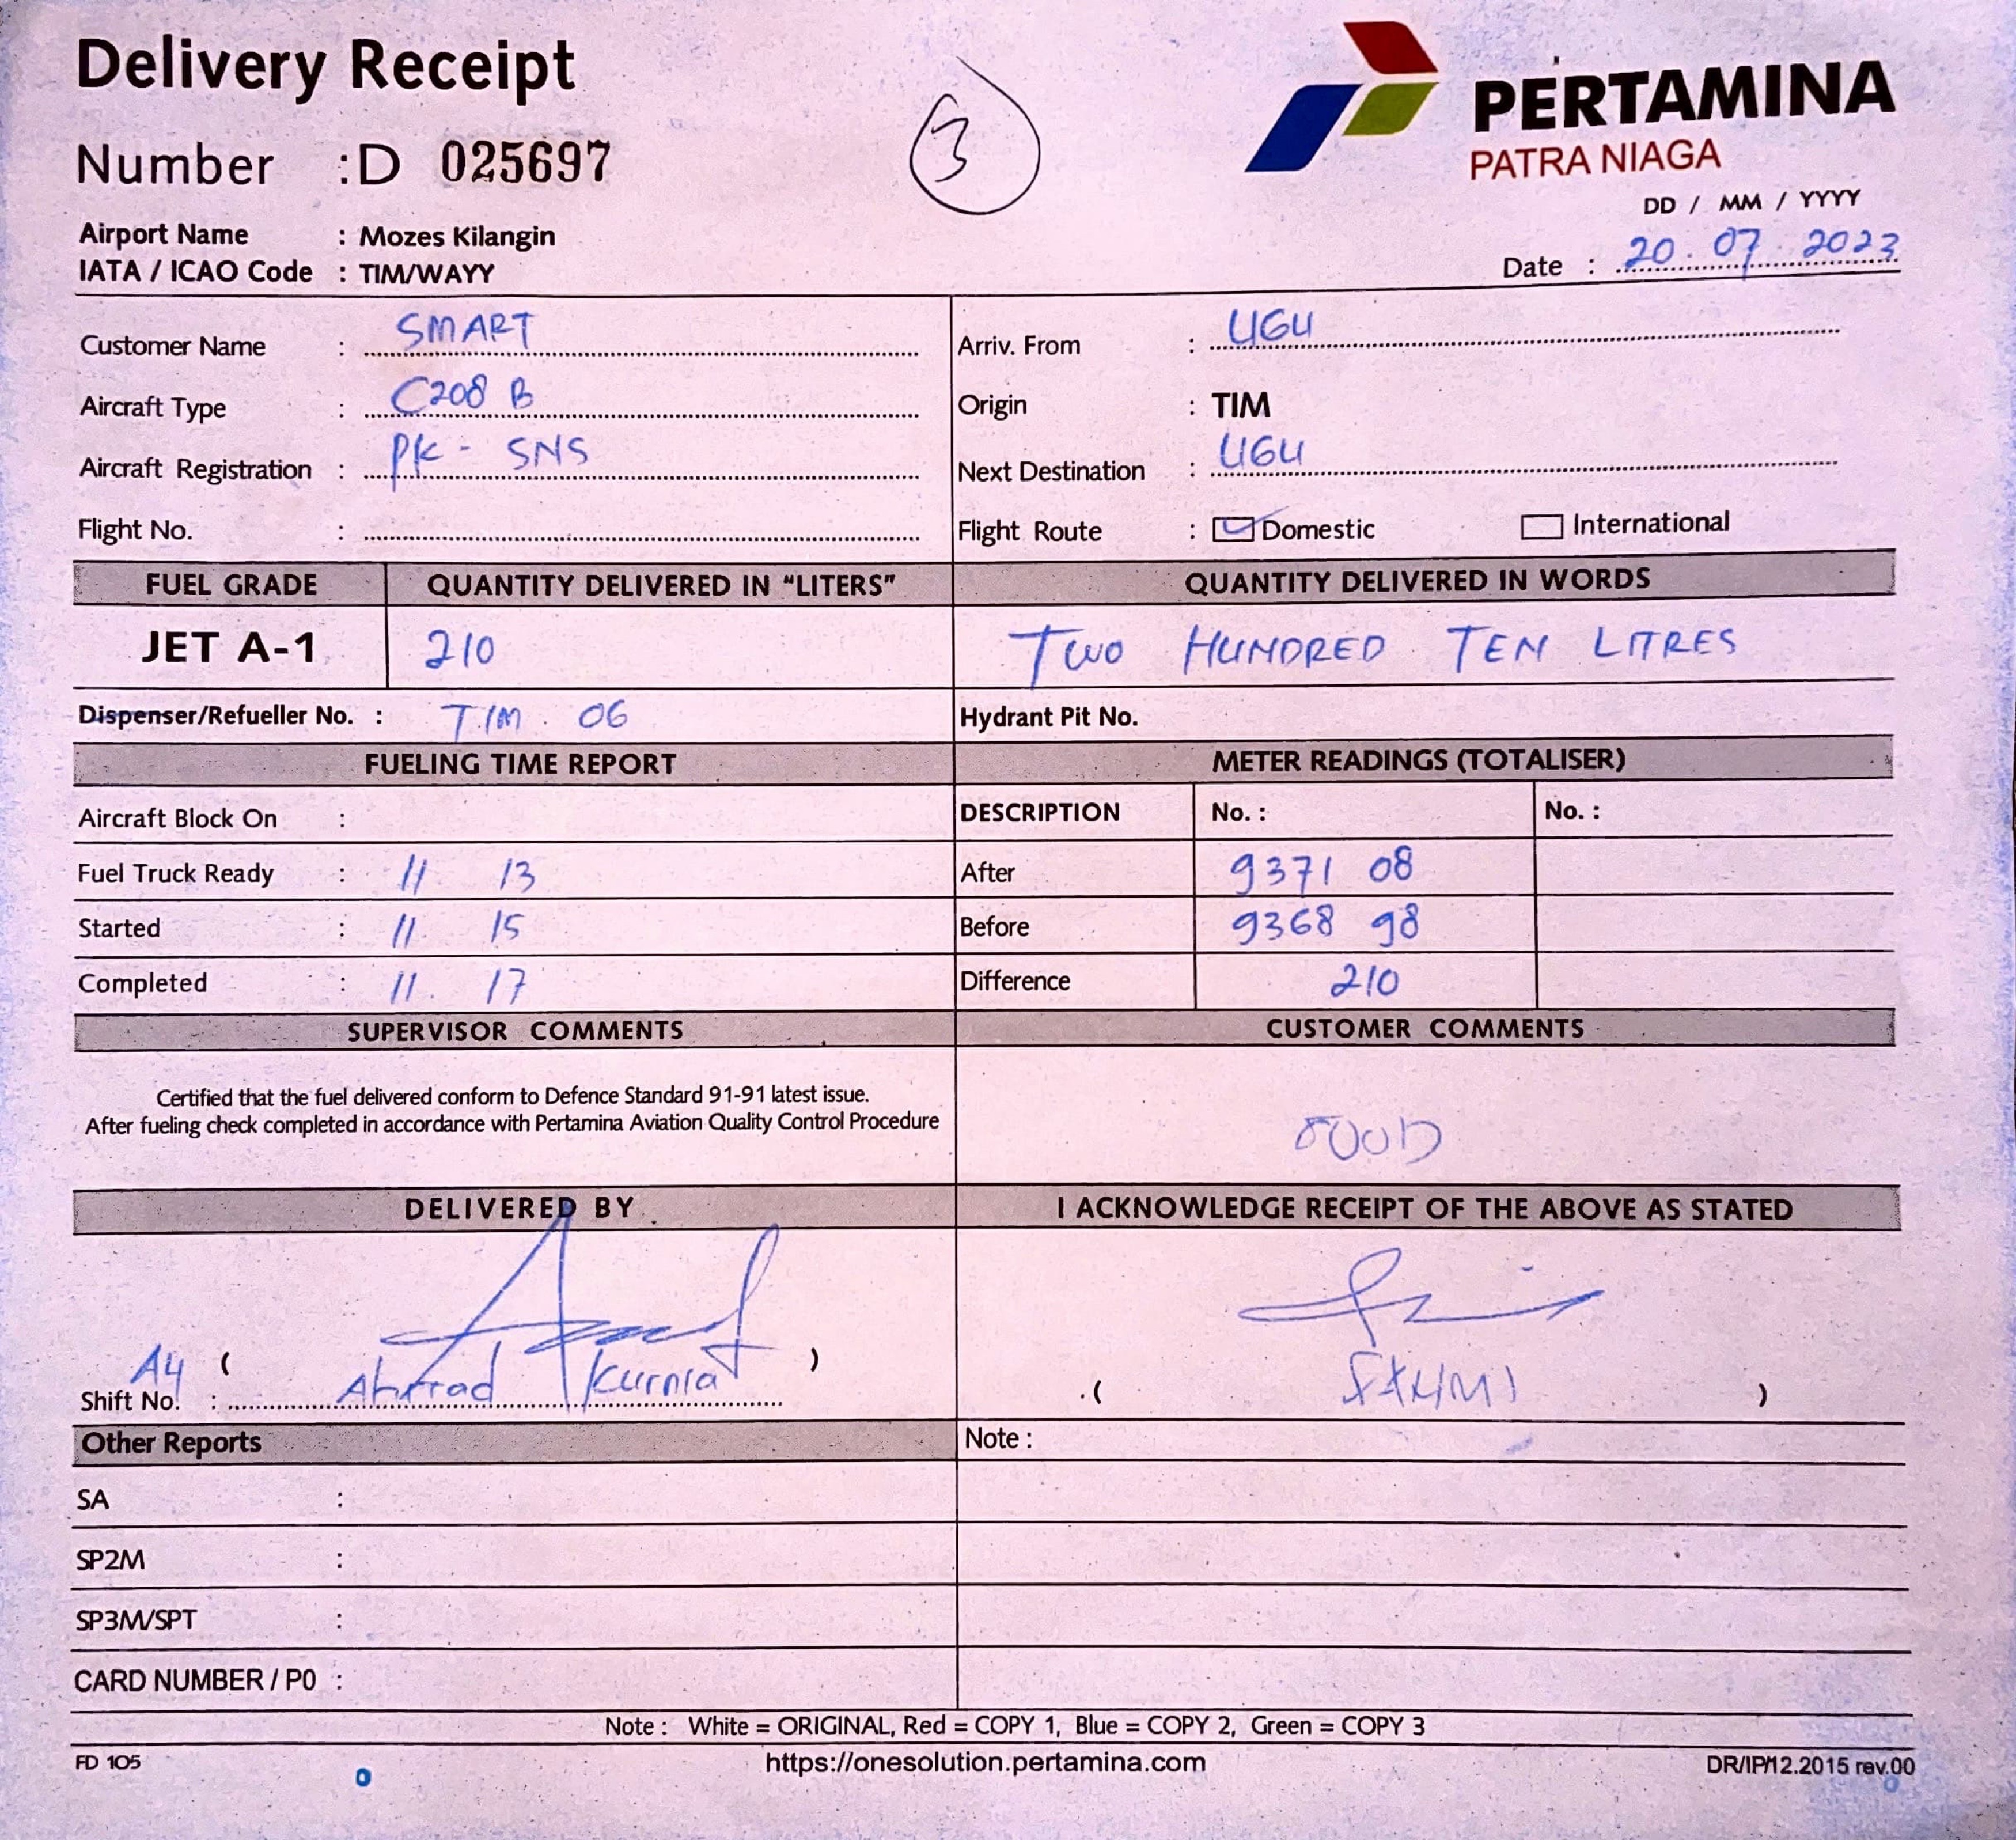 Delivery Receipt
Number : D 025697
3
PERTAMINA
PATRA NIAGA
Airport Name : Mozes Kilangin
IATA / ICAO Code : TIM/WAYY
DD / MM / YYYY
Date : 20 . 07 . 2023
Customer Name : SMART
Aircraft Type : C208 B
Aircraft Registration : PK - SNS
Flight No. :
Arriv. From : UGU
Origin : TIM
Next Destination : UGU
Flight Route : Domestic International
FUEL GRADE QUANTITY DELIVERED IN "LITERS" QUANTITY DELIVERED IN WORDS
JET A-1 210 TWO HUNDRED TEN LITRES
Dispenser/Refueller No. : TIM . 06 Hydrant Pit No.
FUELING TIME REPORT METER READINGS (TOTALISER)
Aircraft Block On : DESCRIPTION No. : No. :
Fuel Truck Ready : 11 13 After 9371 08
Started : 11. 15 Before 9368 98
Completed : 11. 17 Difference 210
SUPERVISOR COMMENTS CUSTOMER COMMENTS
Certified that the fuel delivered conform to Defence Standard 91-91 latest issue.
After fueling check completed in accordance with Pertamina Aviation Quality Control Procedure
GOOD
DELIVERED BY I ACKNOWLEDGE RECEIPT OF THE ABOVE AS STATED
A4 ( Kurnia )
Shift No. :
( )
Other Reports Note :
SA :
SP2M :
SP3M/SPT :
CARD NUMBER / P0 :
Note : White = ORIGINAL, Red = COPY 1, Blue = COPY 2, Green = COPY 3
FD 105 https://onesolution.pertamina.com DR/IP/12.2015 rev.00